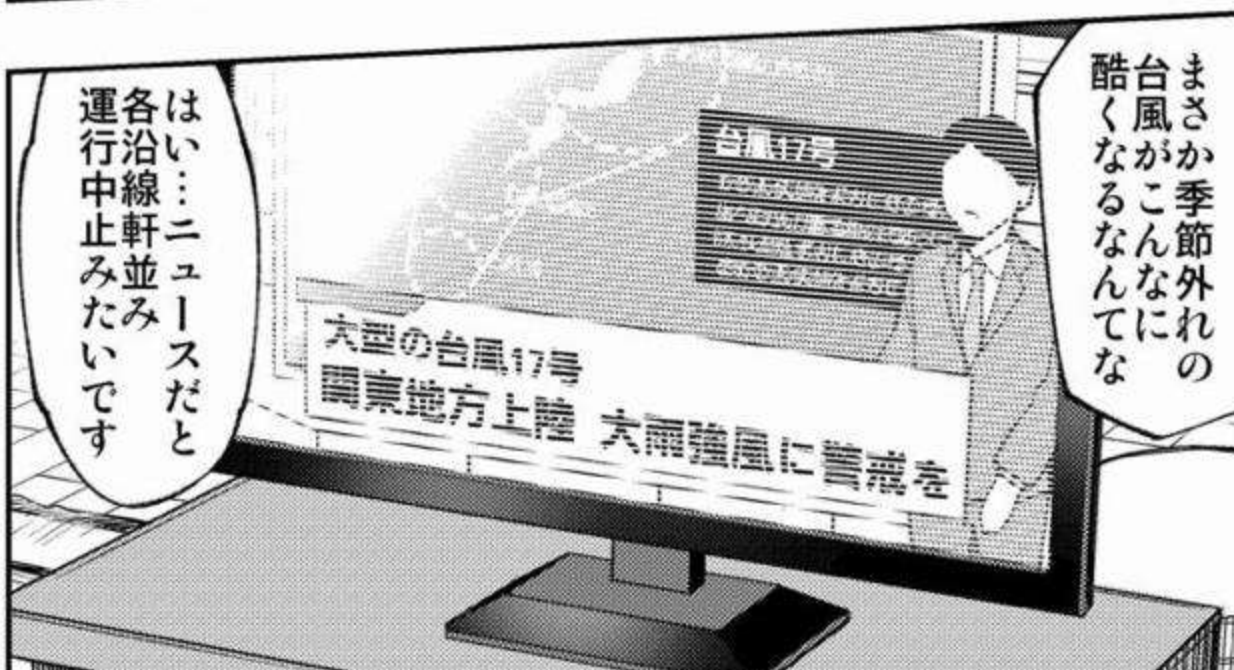 まさか季節外れの
台風がこんなに
酷くなるなんてな
台風17号
大型の台風17号
関東地方上陸 大雨強風に警戒を
はい…ニュースだと
各沿線軒並み
運行中止みたいです